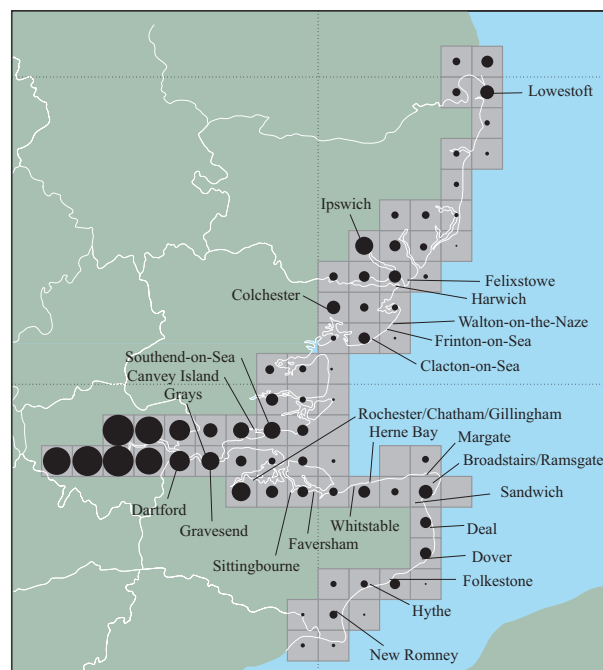 Lowestoft
Ipswich
Felixstowe
Harwich
Colchester
Walton-on-the-Naze
Frinton-on-Sea
Clacton-on-Sea
Southend-on-Sea
Canvey Island
Grays
Rochester/Chatham/Gillingham
Herne Bay
Margate
Broadstairs/Ramsgate
Sandwich
Dartford
Gravesend
Whitstable
Faversham
Sittingbourne
Deal
Dover
Folkestone
Hythe
New Romney